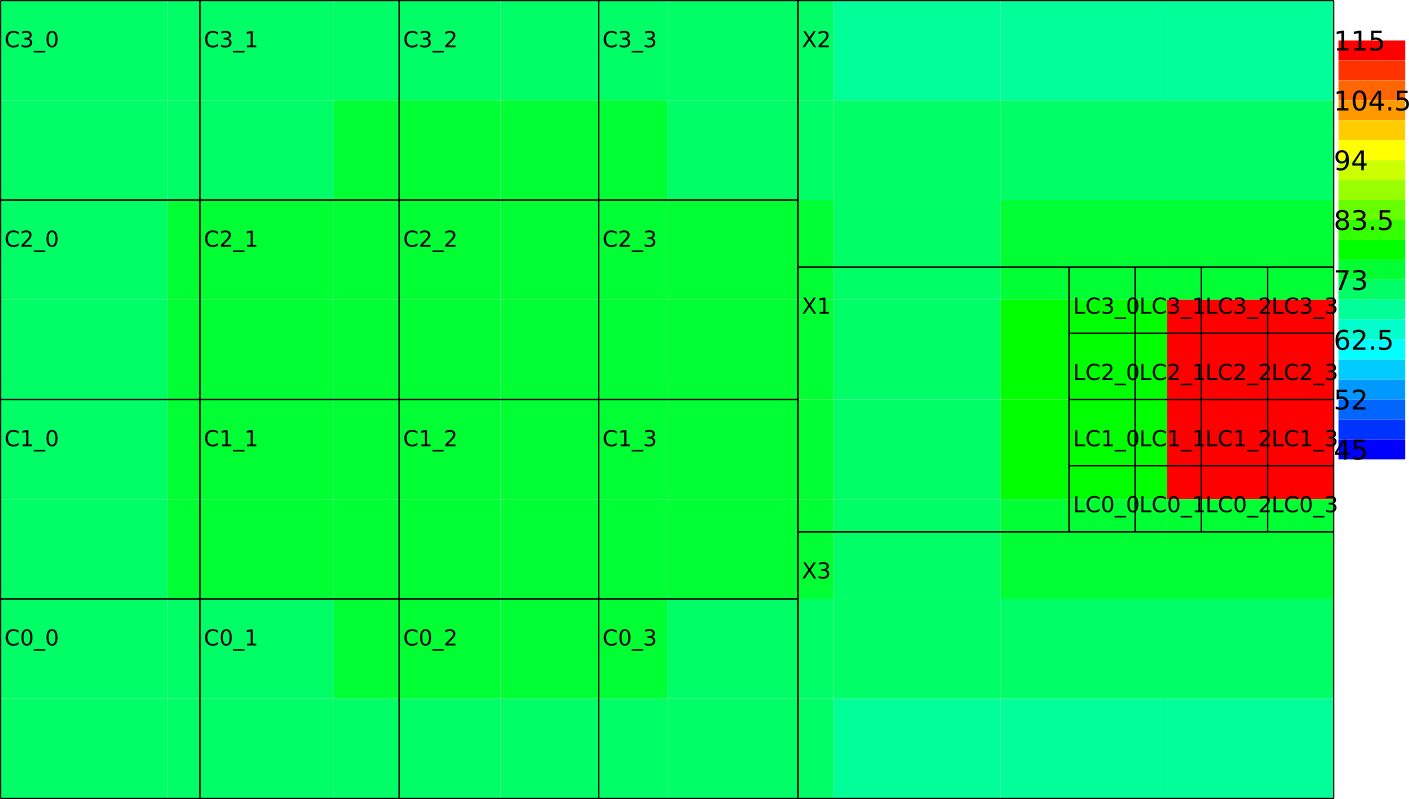 C3_0 C3_1 C3_2 C3_3 X2
115
104.5
94
83.5
73
62.5
52
45
C2_0 C2_1 C2_2 C2_3
X1 LC3_0 LC3_1 LC3_2 LC3_3
LC2_0 LC2_1 LC2_2 LC2_3
C1_0 C1_1 C1_2 C1_3 LC1_0 LC1_1 LC1_2 LC1_3
LC0_0 LC0_1 LC0_2 LC0_3
X3
C0_0 C0_1 C0_2 C0_3